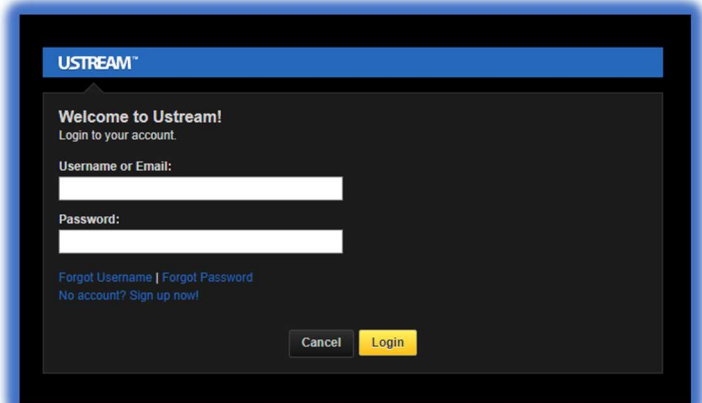 USTREAM™
Welcome to Ustream!
Login to your account.
Username or Email:
Password:
Forgot Username | Forgot Password
No account? Sign up now!
Cancel Login